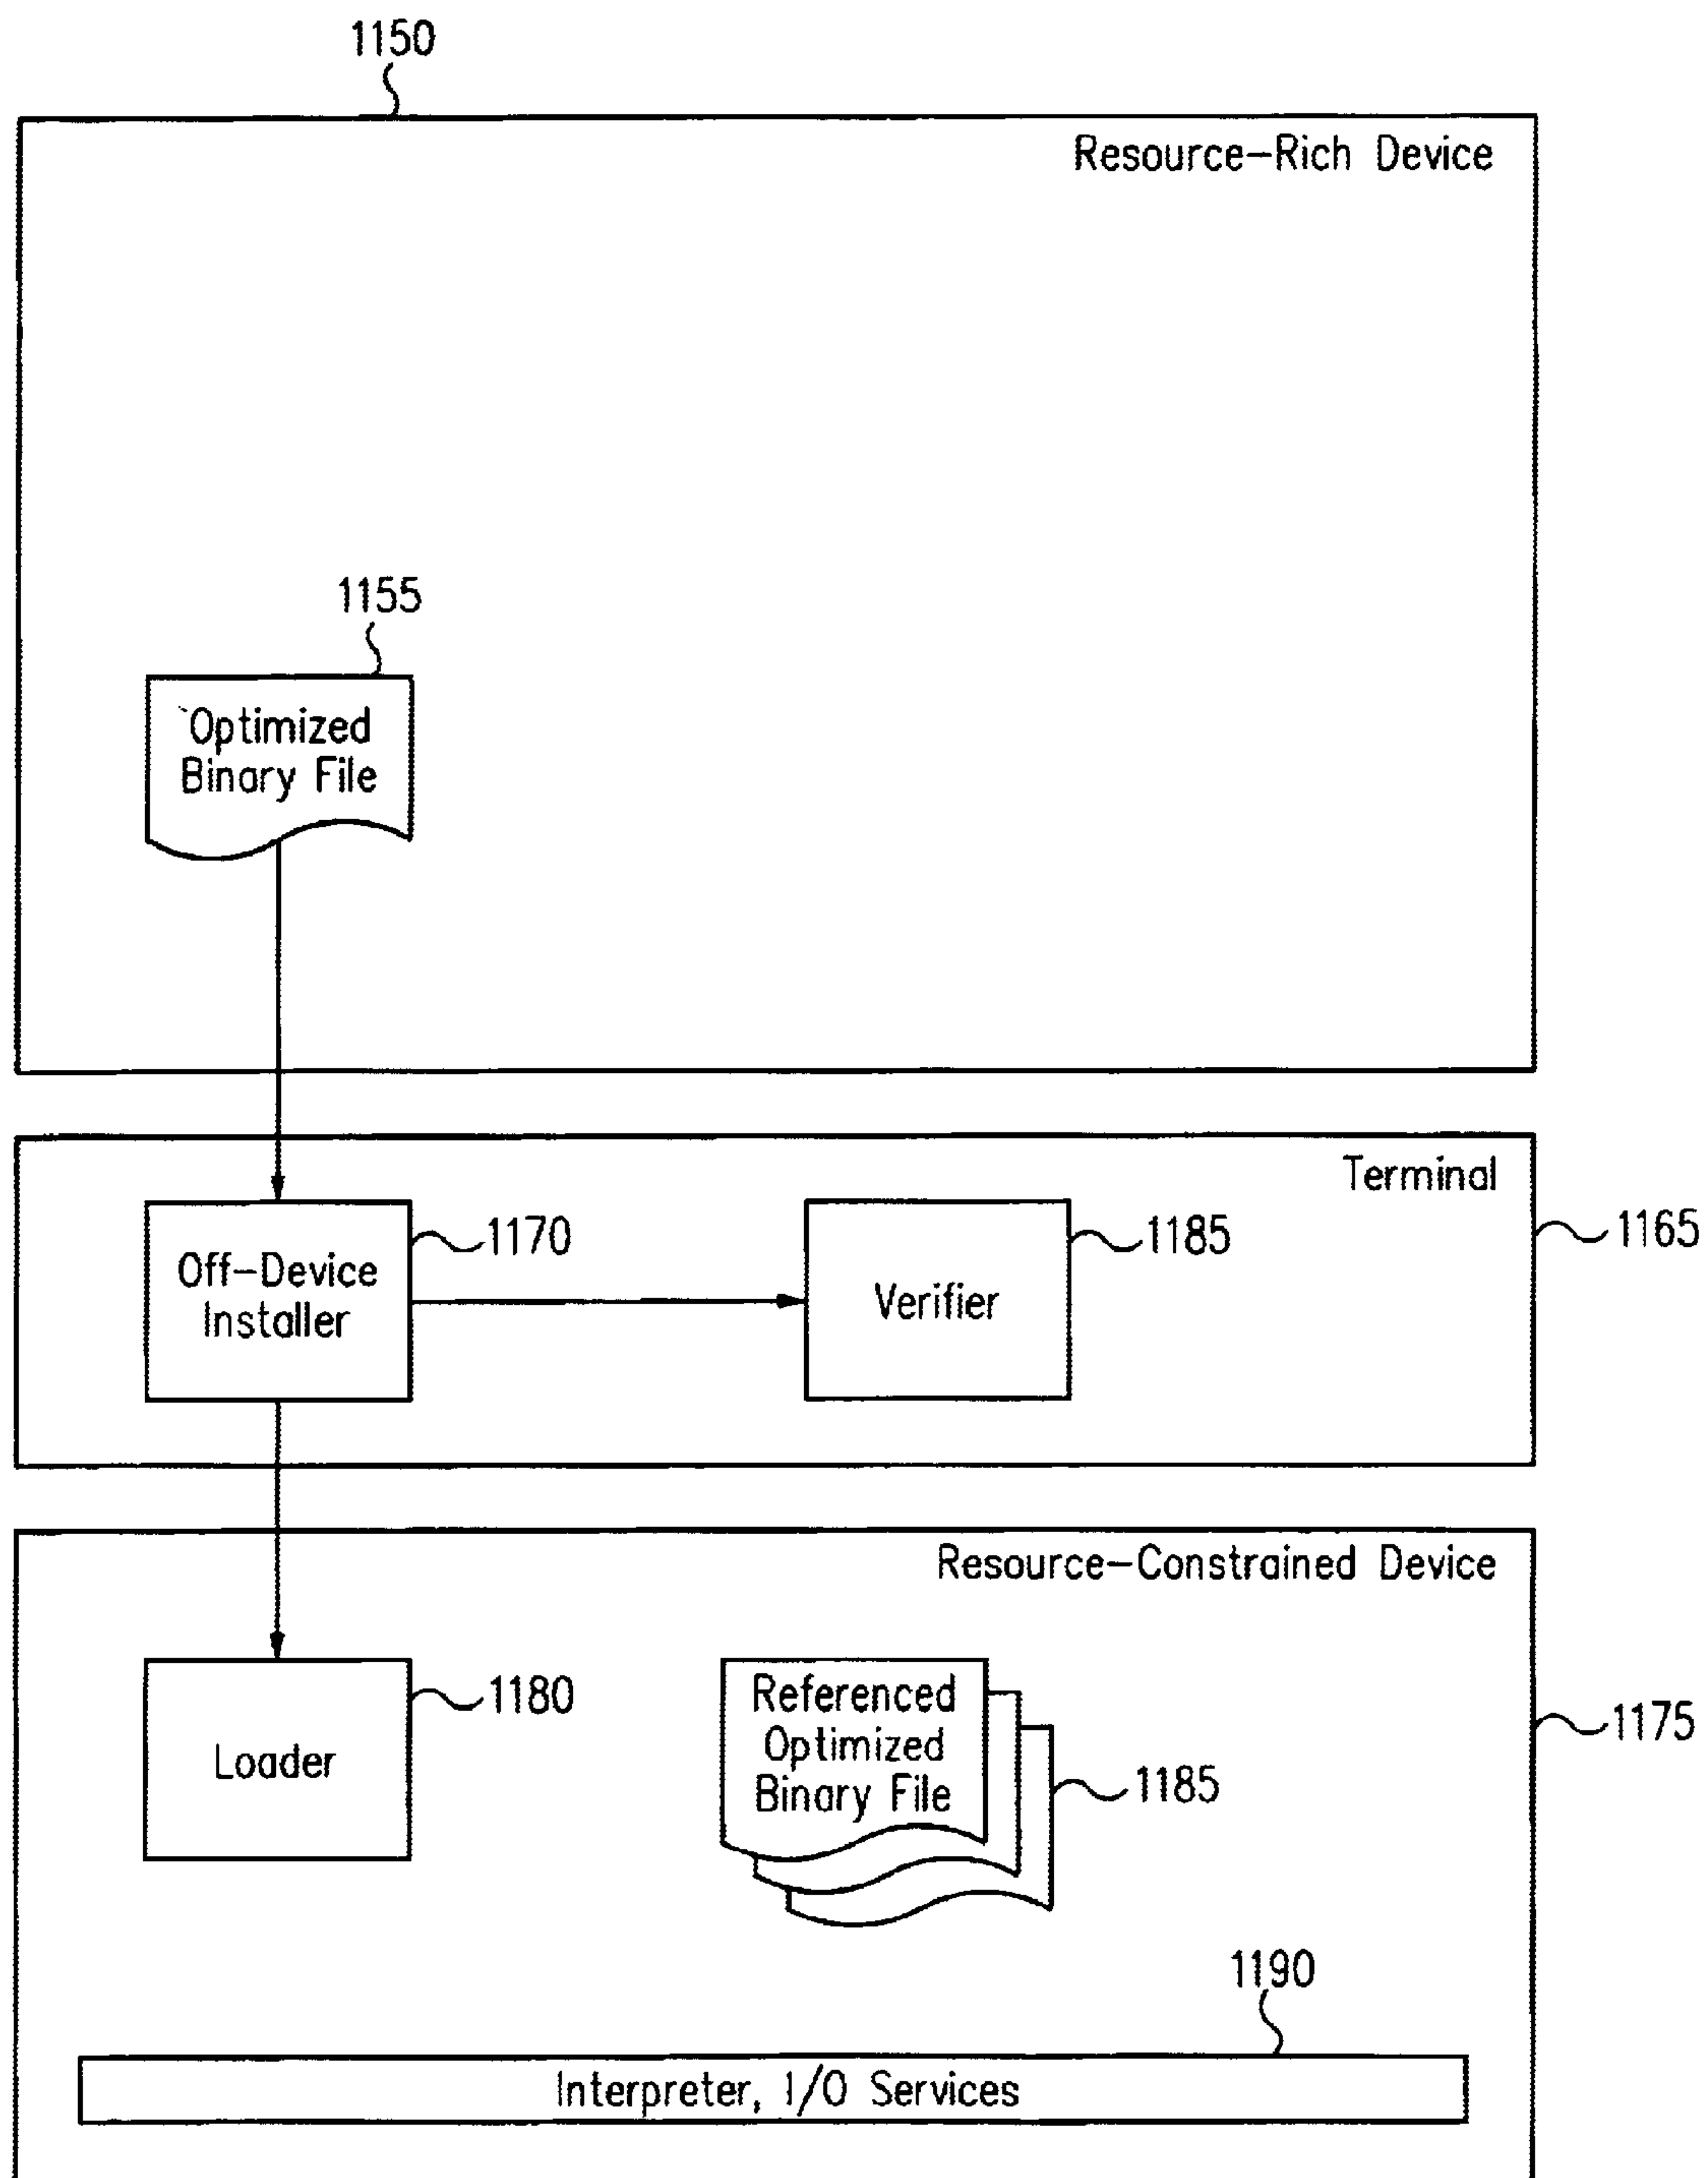 1150
Resource-Rich Device
1155
Optimized
Binary File
Terminal
1165
1170
Off-Device
Installer
1185
Verifier
Resource-Constrained Device
1175
1180
Loader
Referenced
Optimized
Binary File
1185
1190
Interpreter, I/O Services